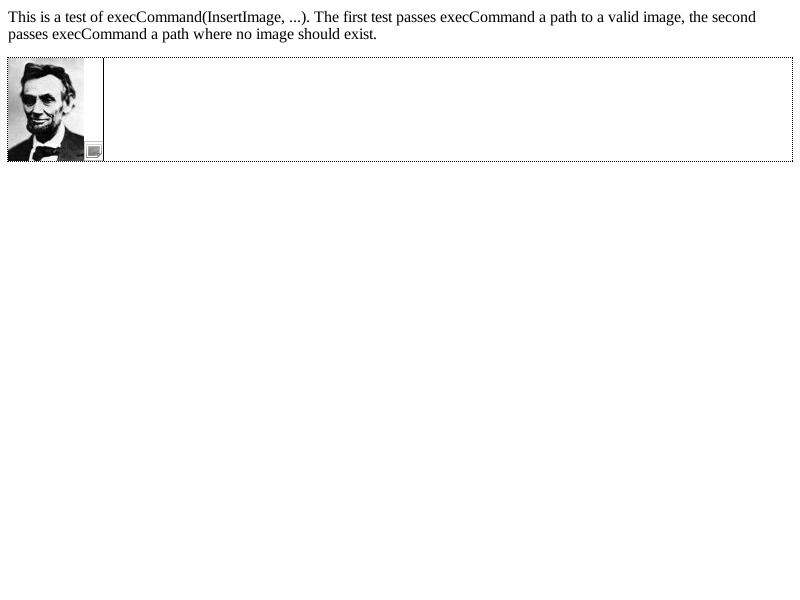 This is a test of execCommand(InsertImage, ...). The first test passes execCommand a path to a valid image, the second
passes execCommand a path where no image should exist.